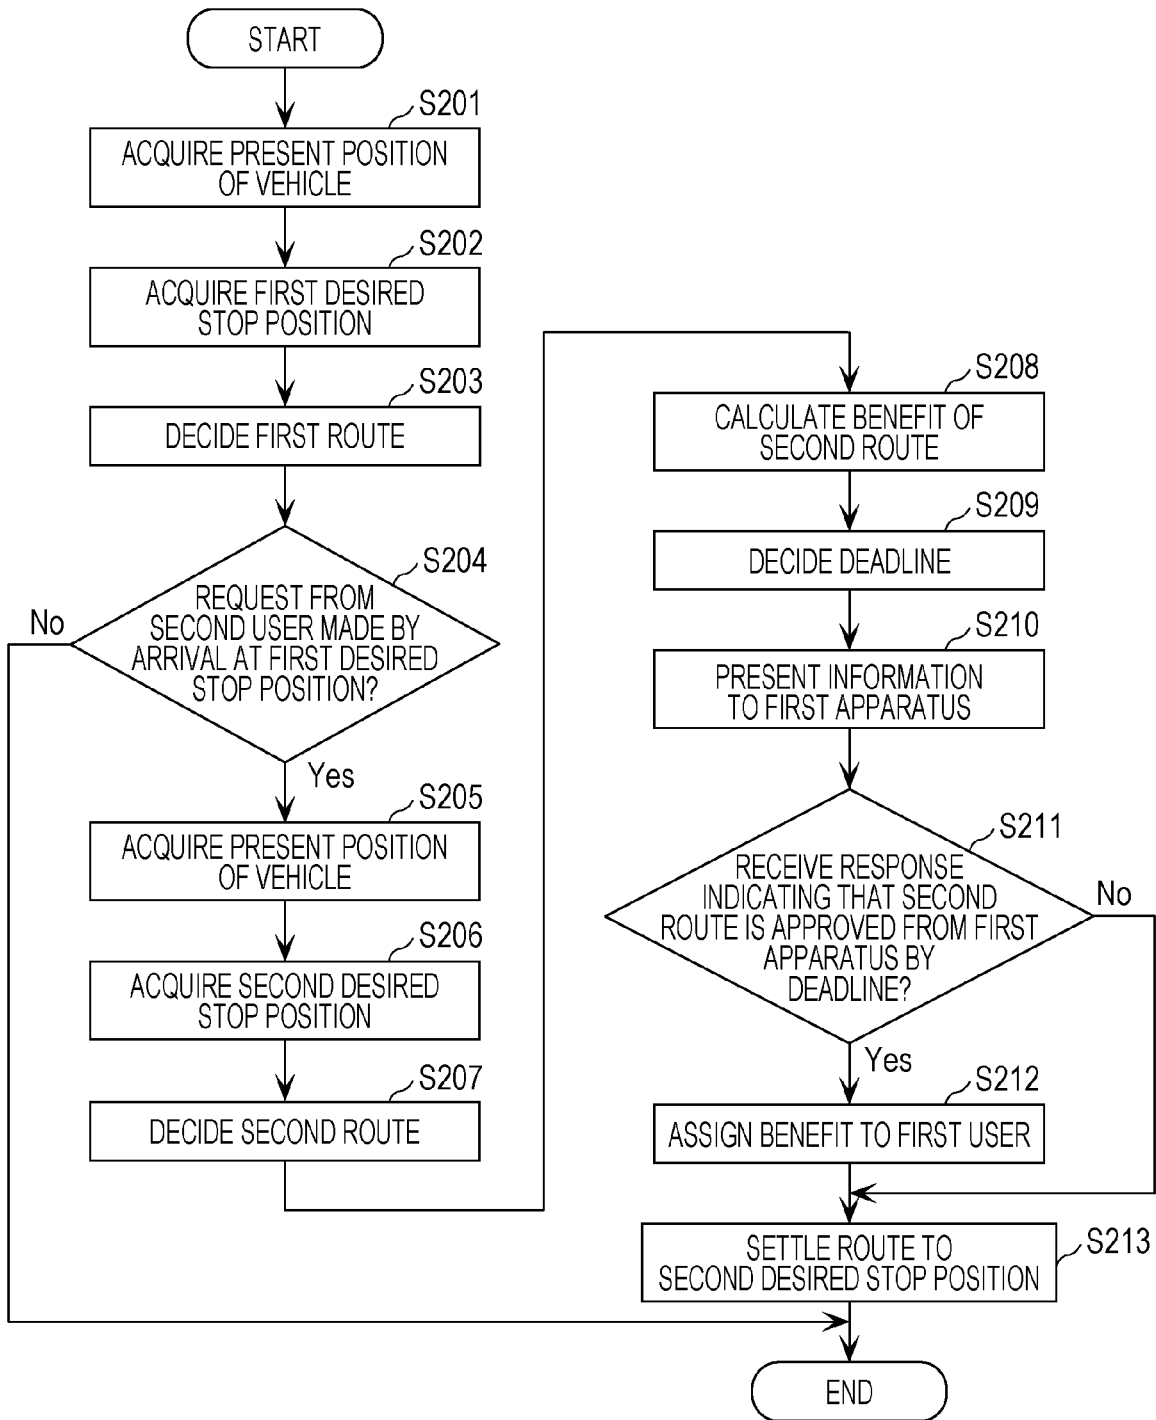 START
S201
ACQUIRE PRESENT POSITION
OF VEHICLE
S202
ACQUIRE FIRST DESIRED
STOP POSITION
S203
DECIDE FIRST ROUTE
S204
REQUEST FROM
SECOND USER MADE BY
ARRIVAL AT FIRST DESIRED
STOP POSITION?
No
Yes
S205
ACQUIRE PRESENT POSITION
OF VEHICLE
S206
ACQUIRE SECOND DESIRED
STOP POSITION
S207
DECIDE SECOND ROUTE
S208
CALCULATE BENEFIT OF
SECOND ROUTE
S209
DECIDE DEADLINE
S210
PRESENT INFORMATION
TO FIRST APPARATUS
S211
RECEIVE RESPONSE
INDICATING THAT SECOND
ROUTE IS APPROVED FROM FIRST
APPARATUS BY
DEADLINE?
No
Yes
S212
ASSIGN BENEFIT TO FIRST USER
S213
SETTLE ROUTE TO
SECOND DESIRED STOP POSITION
END